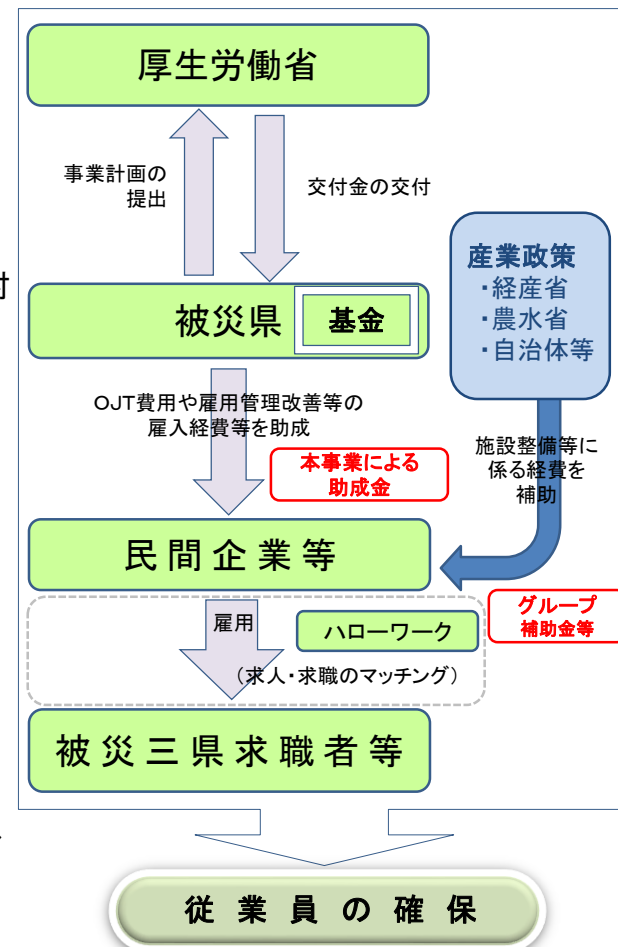 厚生労働省
事業計画の
提出
交付金の交付
産業政策
・経産省
・農水省
・自治体等
付
被災県
基金
OJT費用や雇用管理改善等の
雇入経費等を助成
本事業による
助成金
施設整備等に
係る経費を
補助
民間企業等
グループ
補助金等
雇用
ハローワーク
（求人・求職のマッチング）
被災三県求職者等
従業員の確保